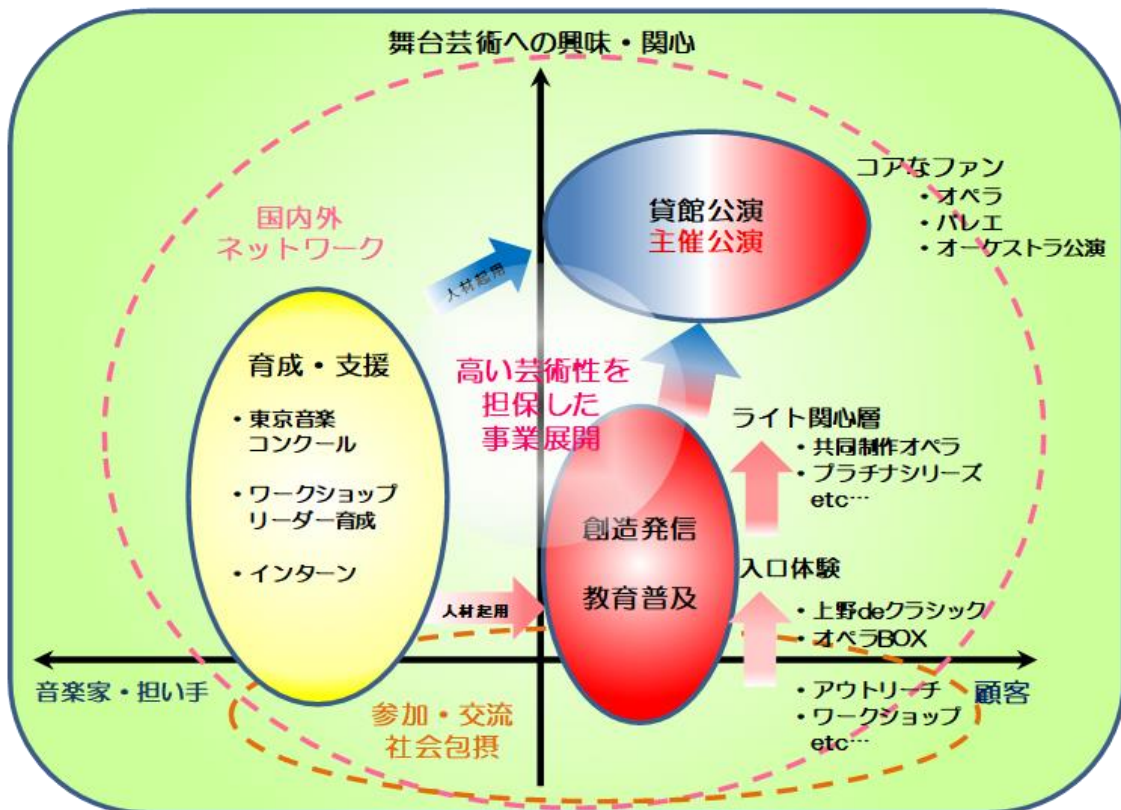 舞台芸術への興味・関心
国内外
ネットワーク
貸館公演
主催公演
コアなファン
・オペラ
・バレエ
・オーケストラ公演
人材起用
育成・支援
・東京音楽
コンクール
・ワークショップ
リーダー育成
・インターン
高い芸術性を
担保した
事業展開
ライト関心層
・共同制作オペラ
・プラチナシリーズ
etc…
創造発信
教育普及
入口体験
・上野deクラシック
・オペラBOX
人材起用
音楽家・担い手
参加・交流
社会包摂
・アウトリーチ
・ワークショップ
etc…
顧客